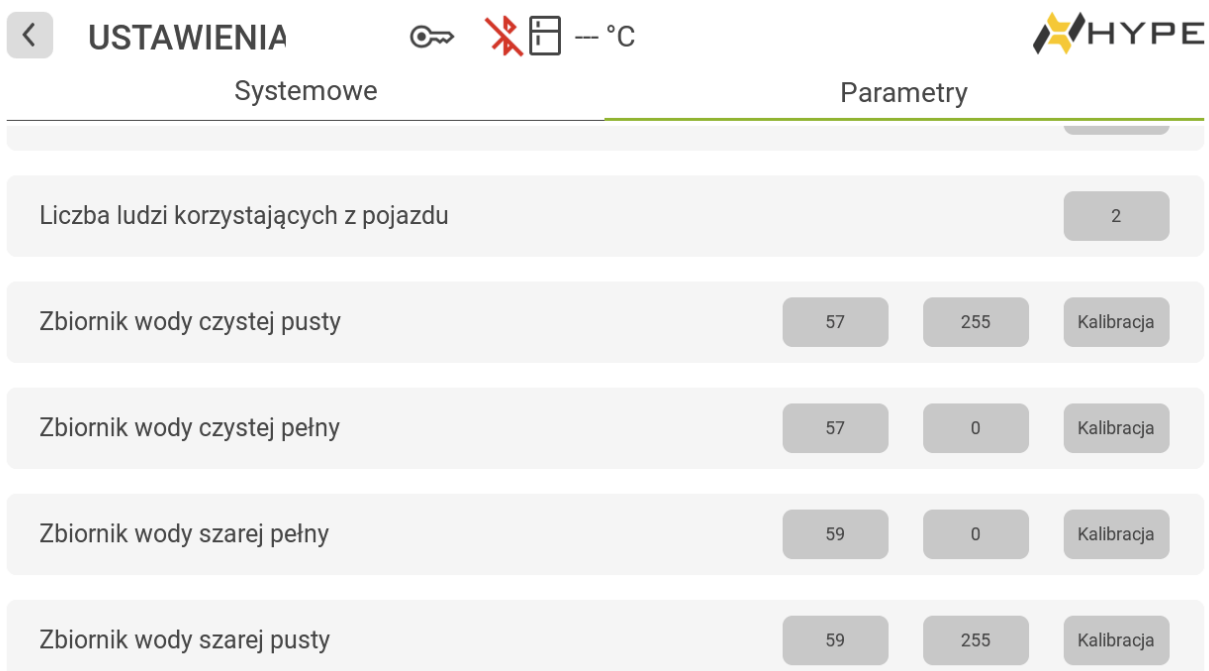 USTAWIENIA --- °C HYPE
Systemowe Parametry
Liczba ludzi korzystających z pojazdu 2
Zbiornik wody czystej pusty 57 255 Kalibracja
Zbiornik wody czystej pełny 57 0 Kalibracja
Zbiornik wody szarej pełny 59 0 Kalibracja
Zbiornik wody szarej pusty 59 255 Kalibracja